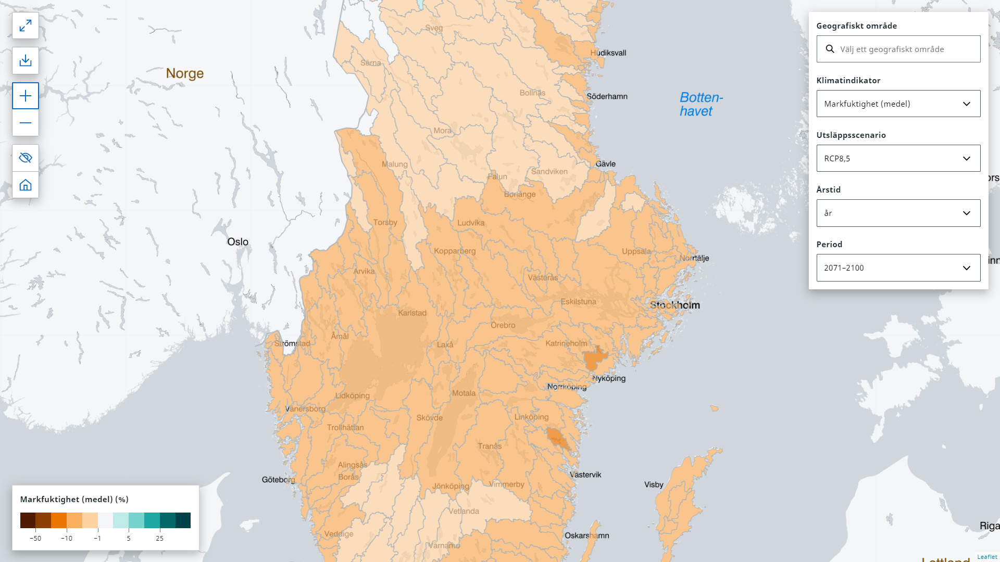 Geografiskt område
Välj ett geografiskt område
Klimatindikator
Markfuktighet (medel)
Utsläppsscenario
RCP8,5
Årstid
år
Period
2071–2100
Norge
Oslo
Botten-
havet
Sveg
Hudiksvall
Särna
Bollnäs
Söderhamn
Mora
Malung
Gävle
Sandviken
Falun
Borlänge
Torsby
Ludvika
Kopparberg
Uppsala
Norrtälje
Arvika
Västerås
Eskilstuna
Stockholm
Karlstad
Örebro
Åmål
Strömstad
Laxå
Katrineholm
Nyköping
Norrköping
Motala
Lidköping
Vänersborg
Skövde
Linköping
Trollhättan
Tranås
Alingsås
Borås
Göteborg
Jönköping
Vimmerby
Västervik
Visby
Vetlanda
Veddige
Värnamo
Oskarshamn
Riga
Lettland
Markfuktighet (medel) (%)
−50 −10 −1 5 25
Leaflet